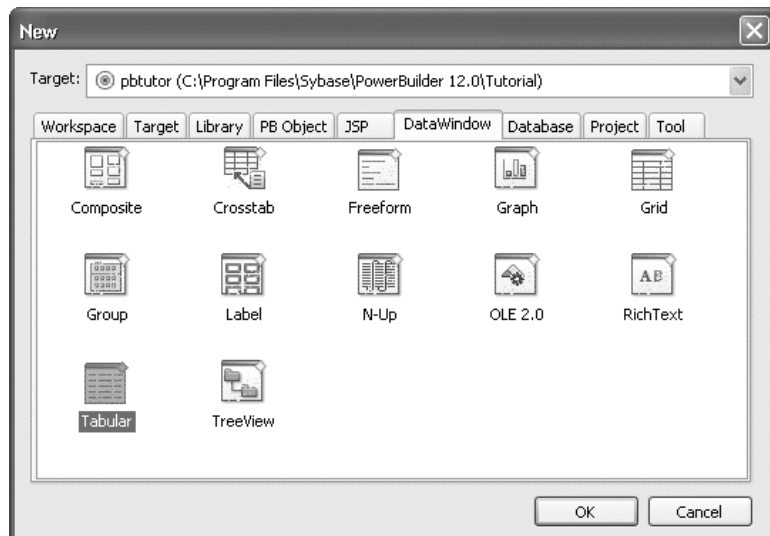 New
Target: pbtutor (C:\Program Files\Sybase\PowerBuilder 12.0\Tutorial)
Workspace Target Library PB Object JSP DataWindow Database Project Tool
Composite Crosstab Freeform Graph Grid
Group Label N-Up OLE 2.0 RichText
AB
Tabular TreeView
OK Cancel